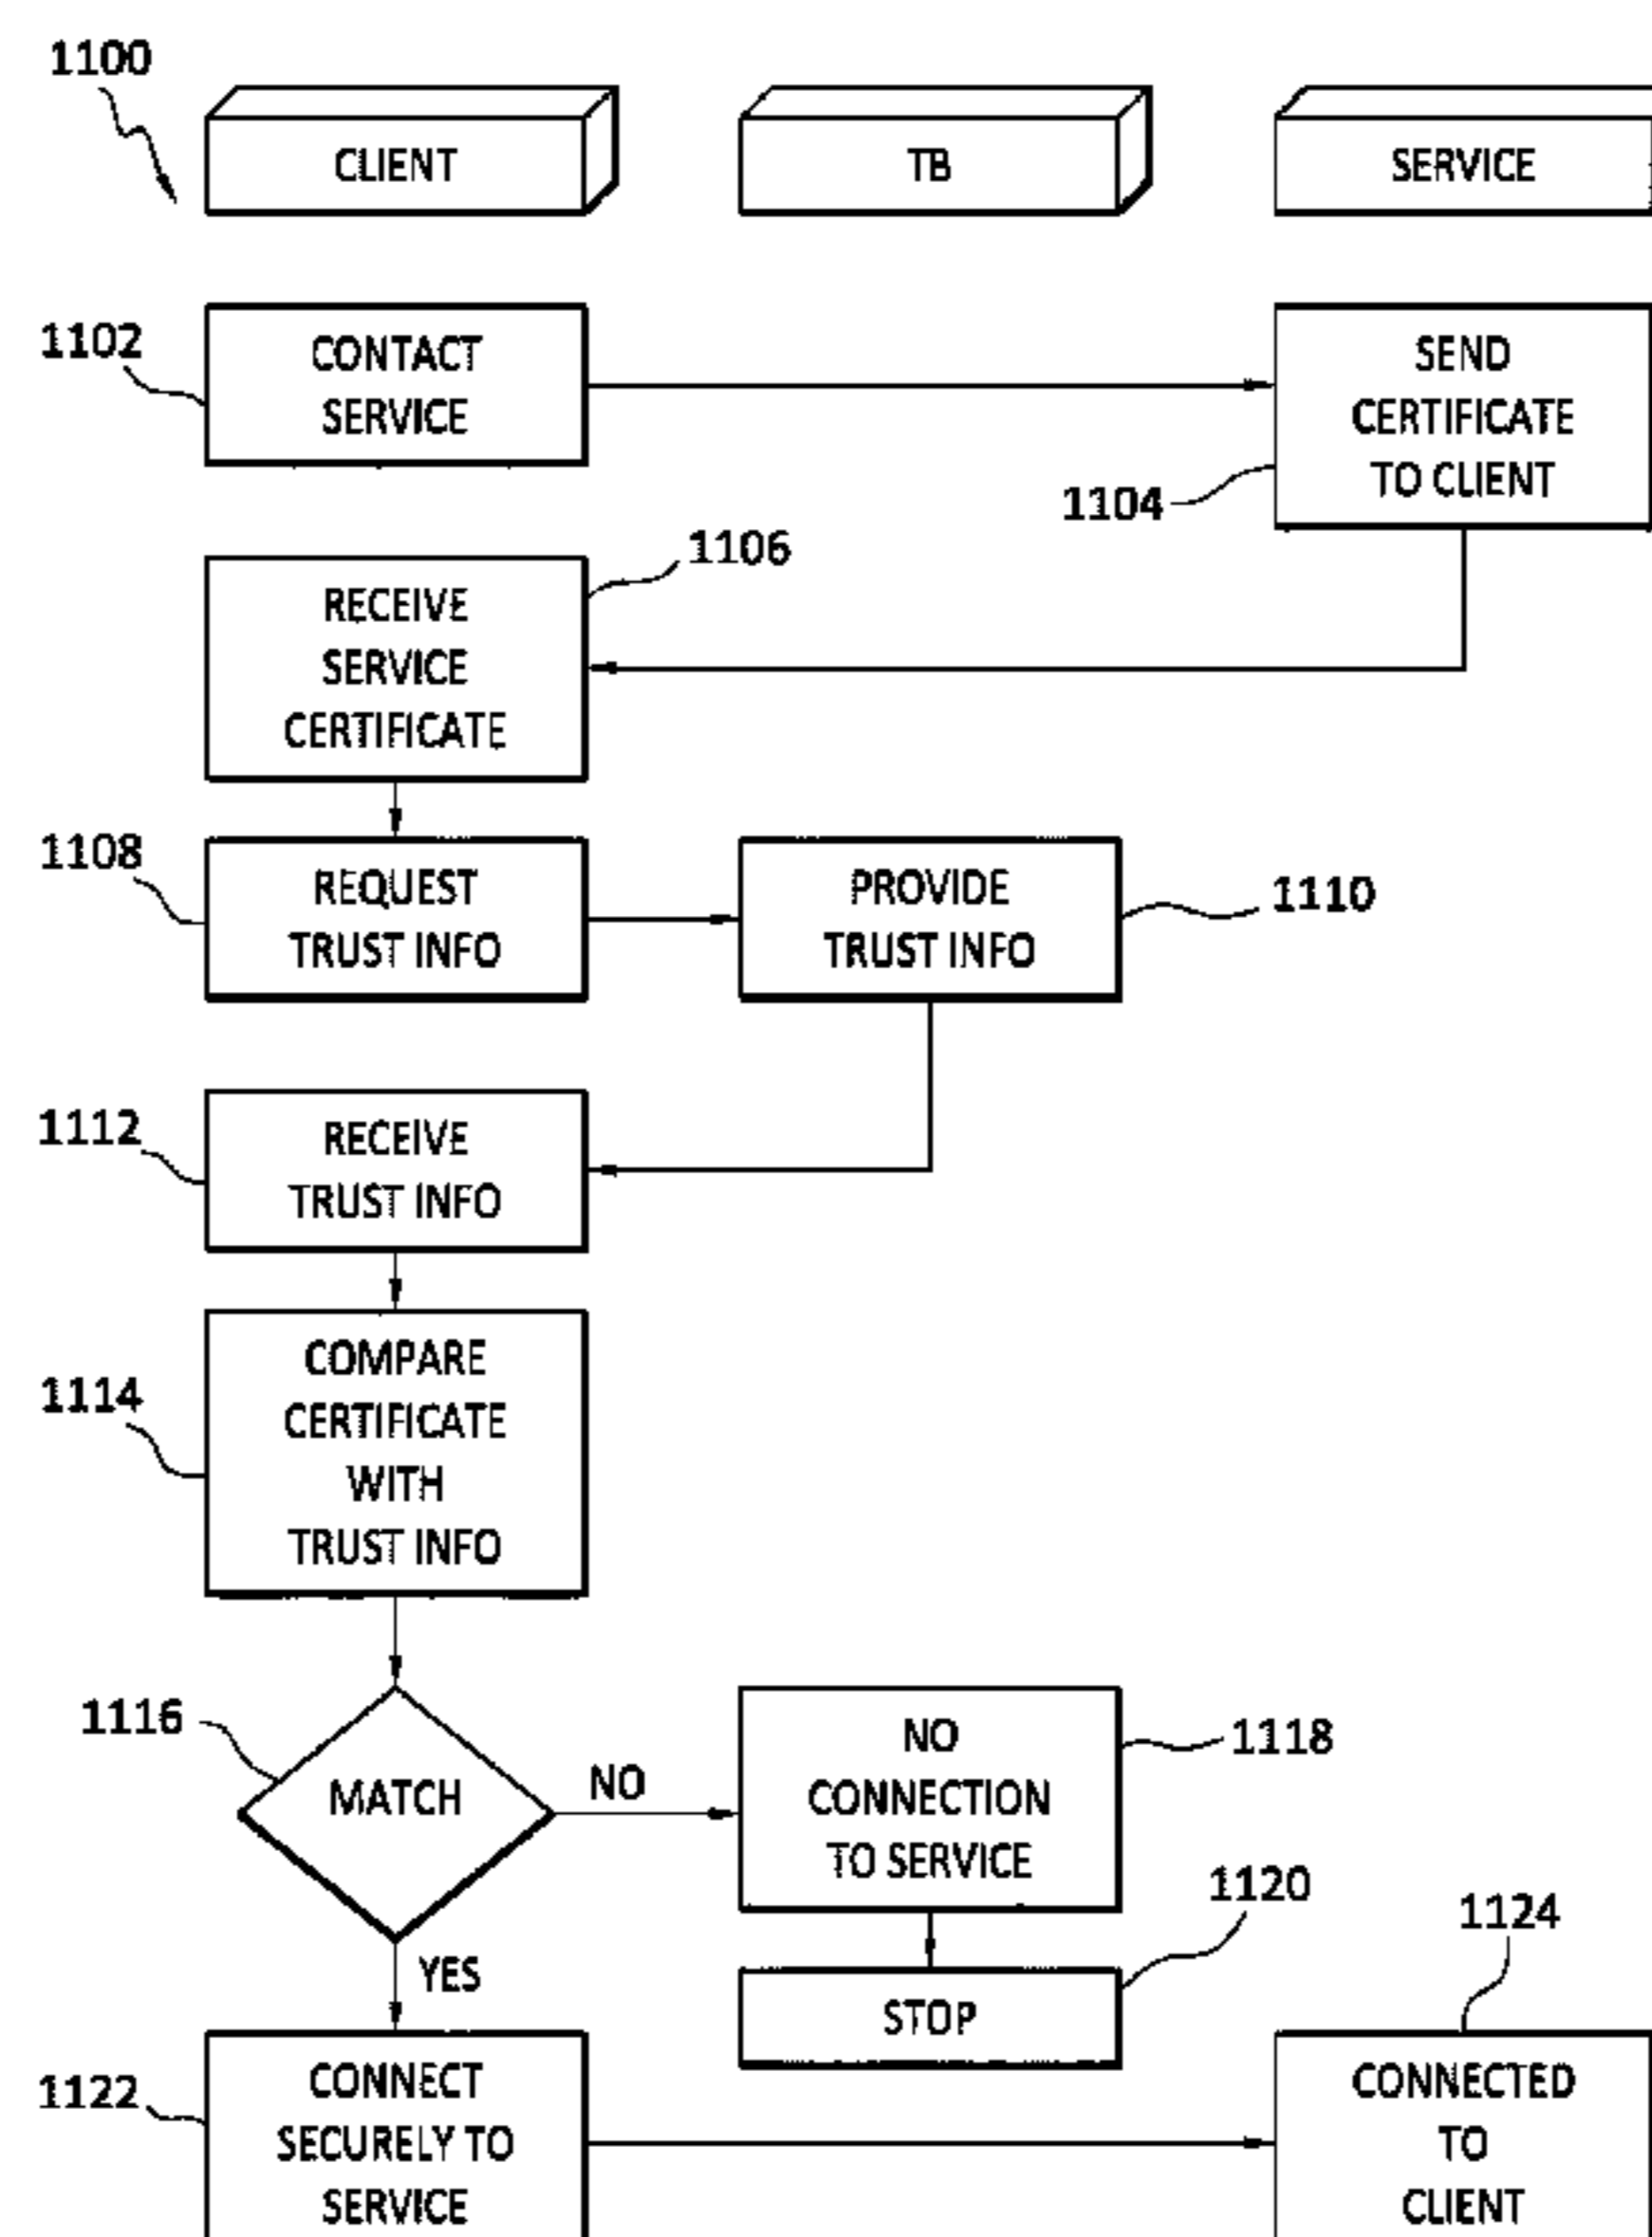 1100
CLIENT
TB
SERVICE
1102
CONTACT
SERVICE
SEND
CERTIFICATE
TO CLIENT
1104
1106
RECEIVE
SERVICE
CERTIFICATE
1108
REQUEST
TRUST INFO
PROVIDE
TRUST INFO
1110
1112
RECEIVE
TRUST INFO
1114
COMPARE
CERTIFICATE
WITH
TRUST INFO
1116
MATCH
NO
NO
CONNECTION
TO SERVICE
1118
YES
STOP
1120
1124
1122
CONNECT
SECURELY TO
SERVICE
CONNECTED
TO
CLIENT